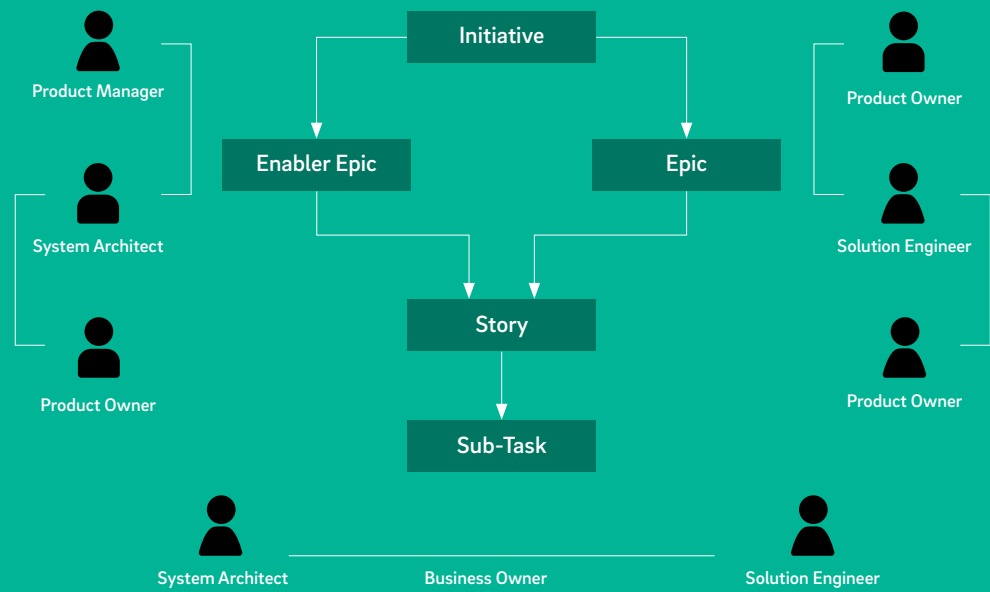 Initiative
Product Manager
Product Owner
Enabler Epic
Epic
System Architect
Solution Engineer
Story
Product Owner
Product Owner
Sub-Task
System Architect
Business Owner
Solution Engineer